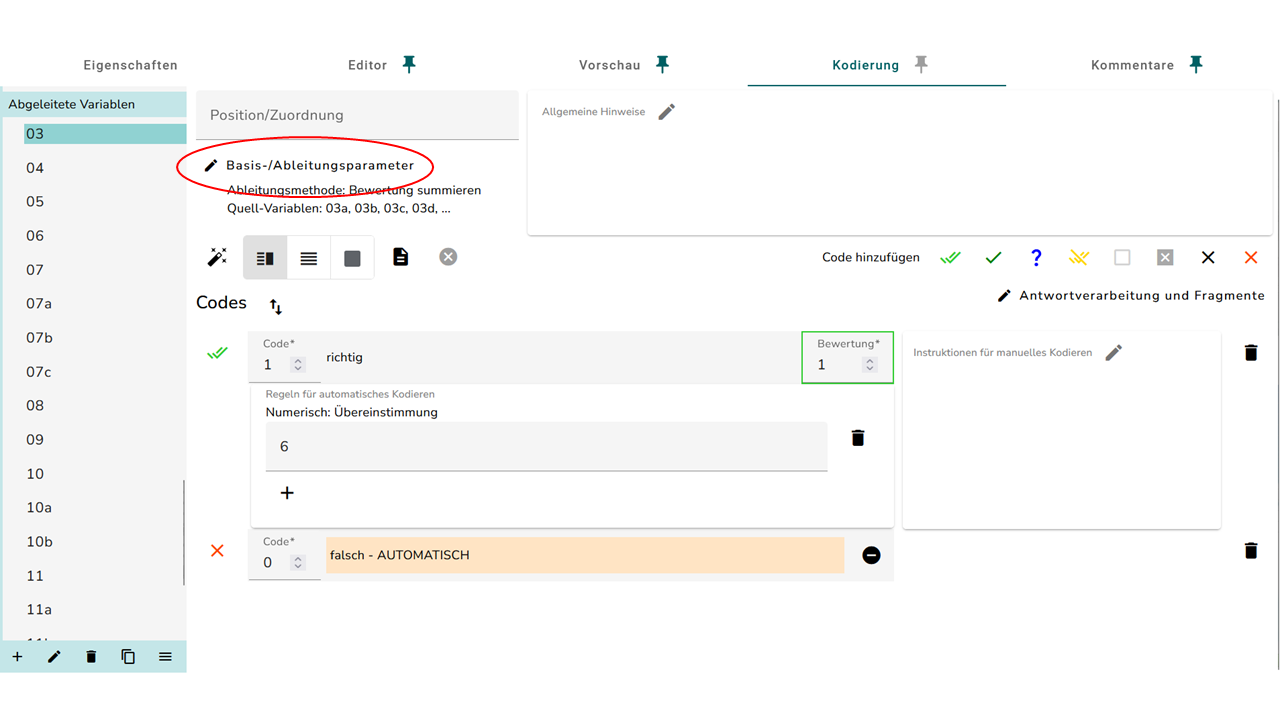 Eigenschaften
Editor
Vorschau
Kodierung
Kommentare
Abgeleitete Variablen
03
04
05
06
07
07a
07b
07c
08
09
10
10a
10b
11
11a
Position/Zuordnung
Basis-/Ableitungsparameter
Ableitungsmethode: Bewertung summieren
Quell-Variablen: 03a, 03b, 03c, 03d, ...
Allgemeine Hinweise
Code hinzufügen
?
Antwortverarbeitung und Fragmente
Codes
Code*
1
richtig
Bewertung*
1
Instruktionen für manuelles Kodieren
Regeln für automatisches Kodieren
Numerisch: Übereinstimmung
6
Code*
0
falsch - AUTOMATISCH